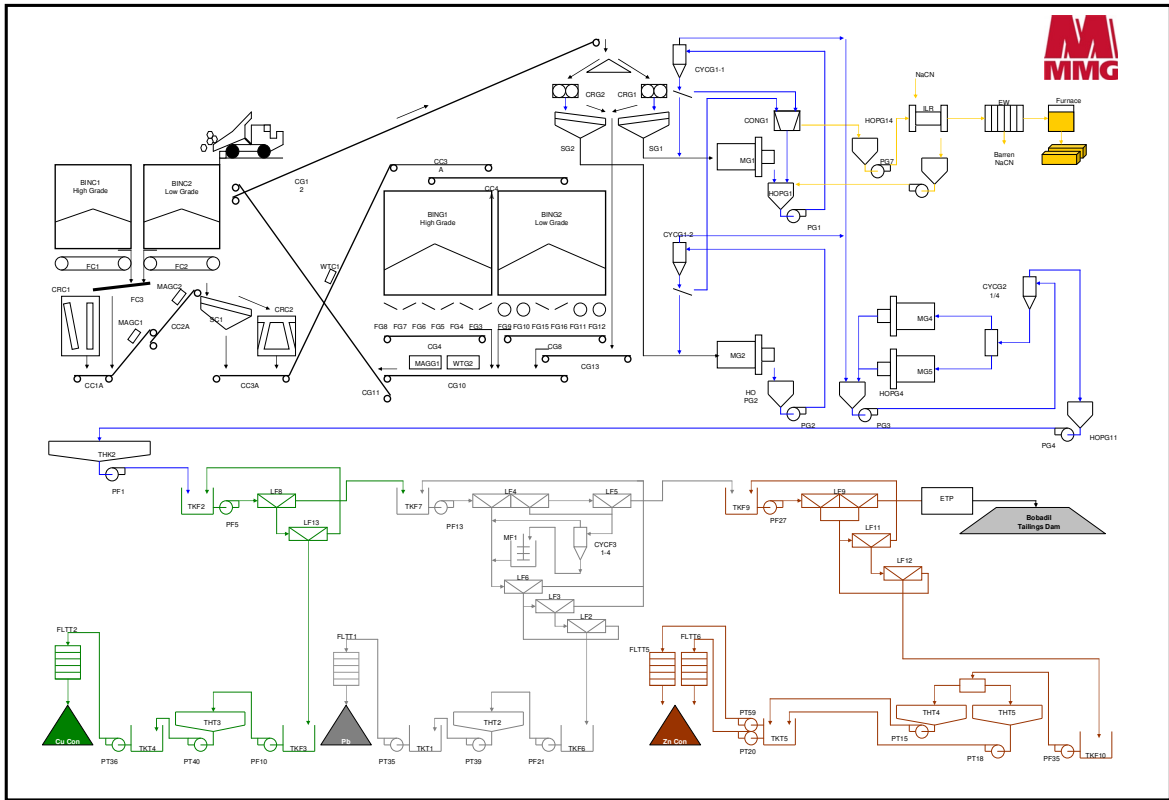 MMG
NaCN
Furnace
EW
ILR
CYCG1-1
CRG2
CRG1
CONG1
HOPG14
SG2
SG1
MG1
PG7
Barren
NaCN
BINC1
High Grade
BINC2
Low Grade
CG1
2
CC3
A
CC4
HOPG1
PG1
BING1
High Grade
BING2
Low Grade
CYCG1-2
FC1
FC2
WTC1
CRC1
FC3
MAGC2
CYCG2
1/4
SC1
CRC2
MAGC1
CC2A
MG4
FG8
FG7
FG6
FG5
FG4
FG3
FG9
FG10
FG15
FG16
FG11
FG12
CG4
CG8
MG2
MAGG1
WTG2
CG13
MG5
CC1A
CC3A
CG11
CG10
HO
PG2
HOPG4
PG2
PG3
PG4
HOPG11
THK2
PF1
TKF2
PF5
LF8
LF13
TKF7
PF13
LF4
LF5
TKF9
PF27
LF9
ETP
Bobadil
Tailings Dam
MF1
CYCF3
1-4
LF11
LF12
LF6
LF3
LF2
FLTT2
FLTT1
FLTT5
FLTT6
Cu Con
PT36
TKT4
THT3
PT40
PF10
TKF3
Pb
PT35
TKT1
THT2
PT39
PF21
TKF6
Zn Con
PT59
PT20
TKT5
THT4
PT15
THT5
PT18
PF35
TKF10